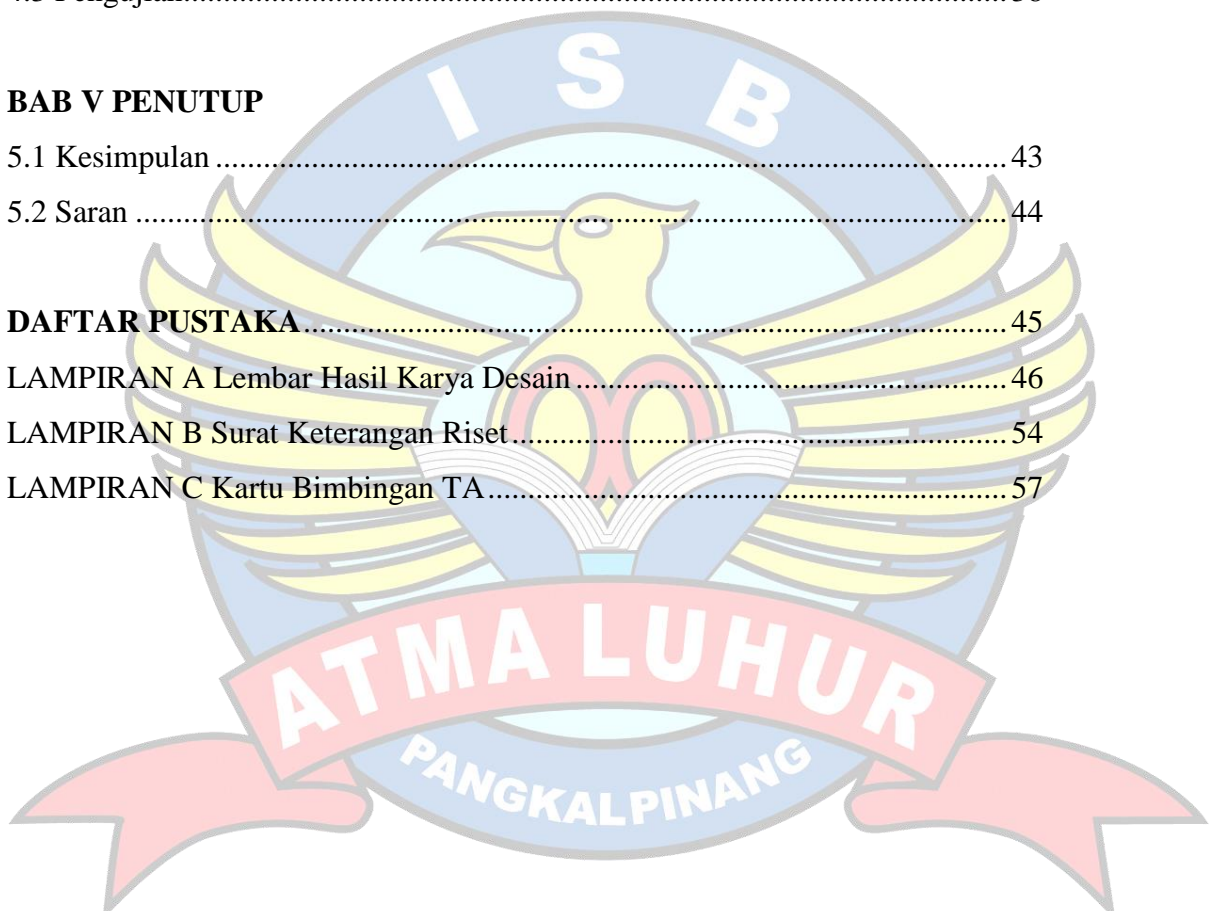 BAB V PENUTUP
5.1 Kesimpulan .......... 43
5.2 Saran .......... 44
DAFTAR PUSTAKA .......... 45
LAMPIRAN A Lembar Hasil Karya Desain .......... 46
LAMPIRAN B Surat Keterangan Riset .......... 54
LAMPIRAN C Kartu Bimbingan TA .......... 57
I S B
ATMA LUHUR
PANGKALPINANG